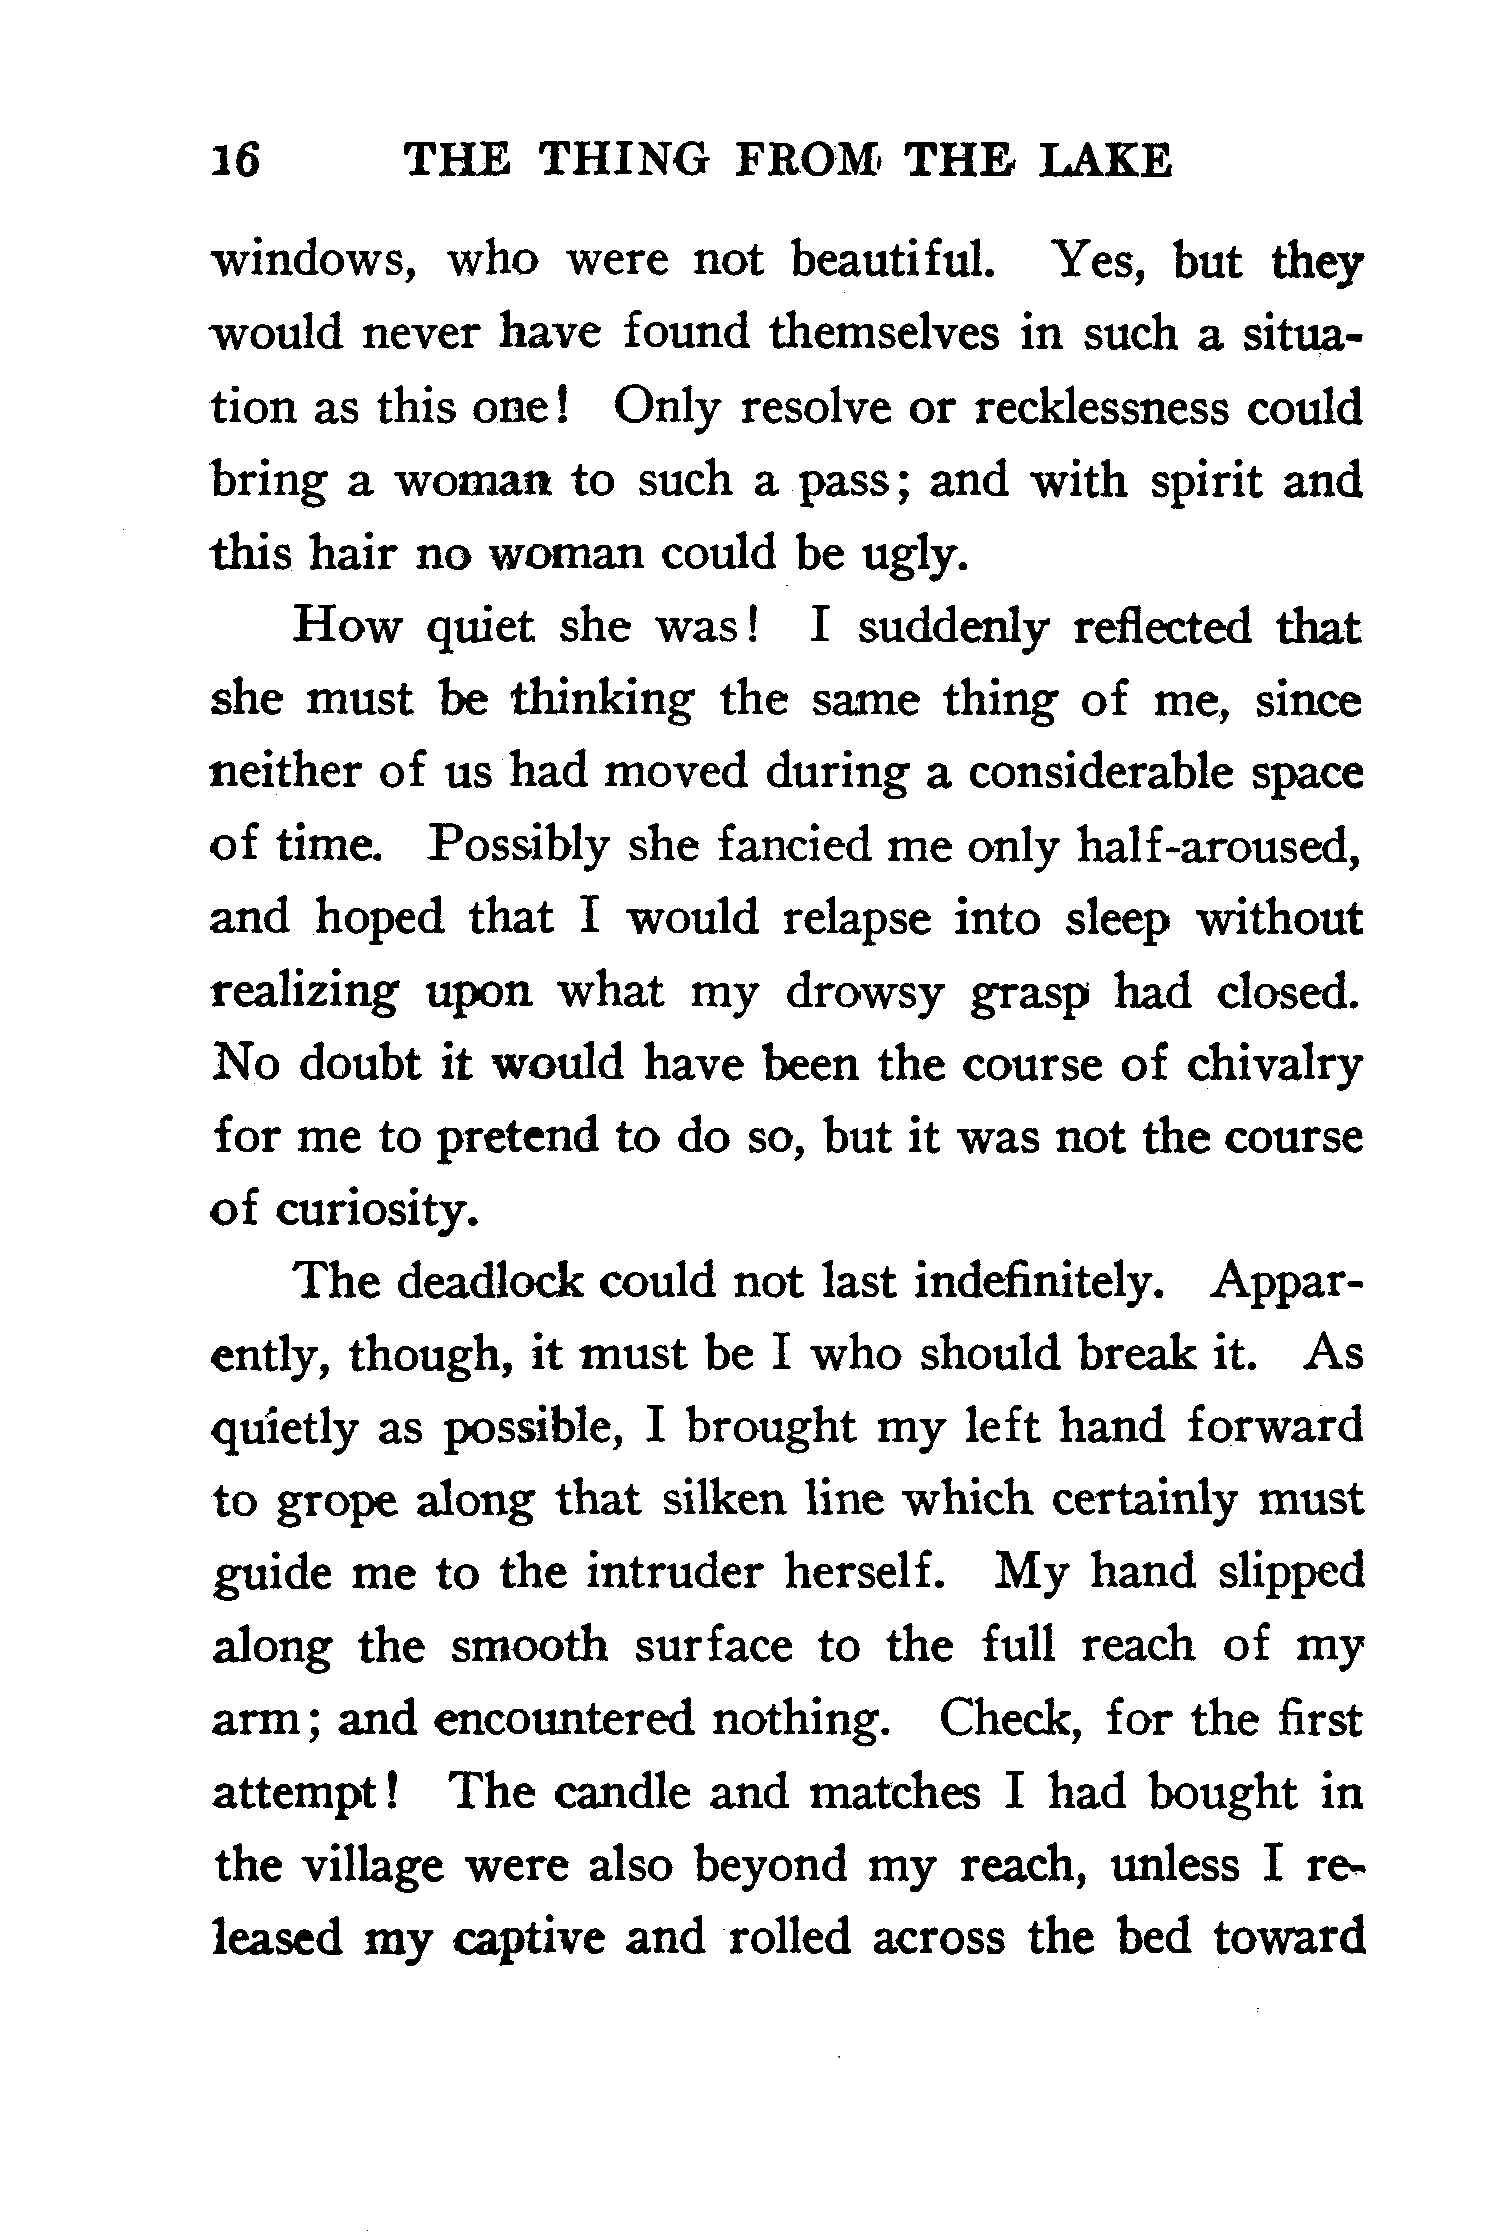 16 THE THING FROM THE LAKE
windows, who were not beautiful. Yes, but they
would never have found themselves in such a situa-
tion as this one! Only resolve or recklessness could
bring a woman to such a pass; and with spirit and
this hair no woman could be ugly.
How quiet she was! I suddenly reflected that
she must be thinking the same thing of me, since
neither of us had moved during a considerable space
of time. Possibly she fancied me only half-aroused,
and hoped that I would relapse into sleep without
realizing upon what my drowsy grasp had closed.
No doubt it would have been the course of chivalry
for me to pretend to do so, but it was not the course
of curiosity.
The deadlock could not last indefinitely. Appar-
ently, though, it must be I who should break it. As
quietly as possible, I brought my left hand forward
to grope along that silken line which certainly must
guide me to the intruder herself. My hand slipped
along the smooth surface to the full reach of my
arm; and encountered nothing. Check, for the first
attempt! The candle and matches I had bought in
the village were also beyond my reach, unless I re-
leased my captive and rolled across the bed toward